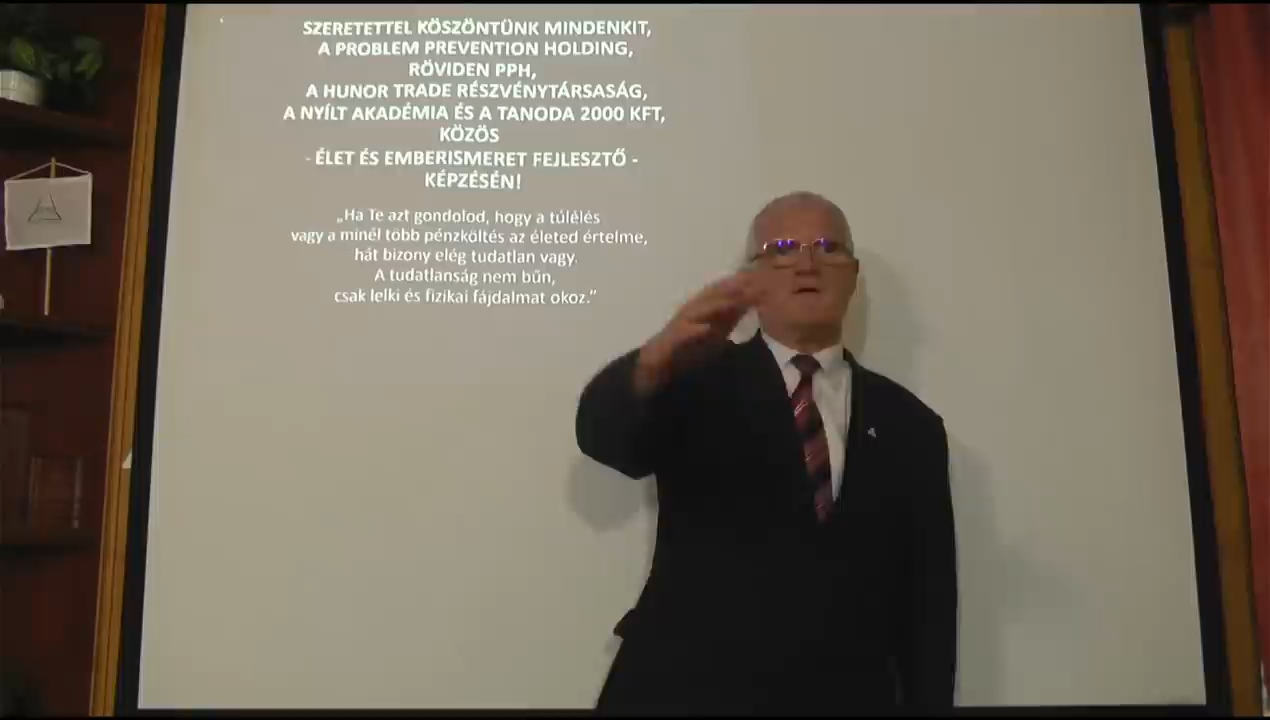 SZERETETTEL KÖSZÖNTÜNK MINDENKIT,
A PROBLEM PREVENTION HOLDING,
RÖVIDEN PPH,
A HUNOR TRADE RÉSZVÉNYTÁRSASÁG,
A NYÍLT AKADÉMIA ÉS A TANODA 2000 KFT,
KÖZÖS
- ÉLET ÉS EMBERISMERET FEJLESZTŐ -
KÉPZÉSÉN!
„Ha Te azt gondolod, hogy a túlélés
vagy a minél több pénzköltés az életed értelme,
hát bizony elég tudatlan vagy.
A tudatlanság nem bűn,
csak lelki és fizikai fájdalmat okoz.”